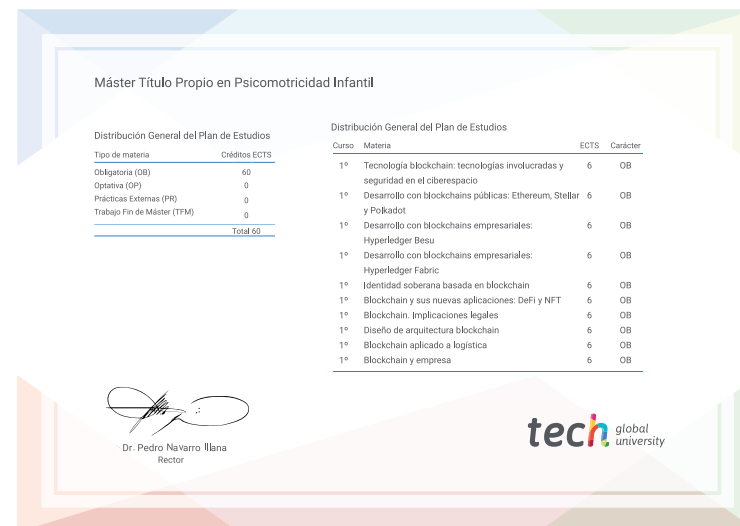 Máster Título Propio en Psicomotricidad Infantil
Distribución General del Plan de Estudios
Tipo de materia Créditos ECTS
Obligatoria (OB) 60
Optativa (OP) 0
Prácticas Externas (PR) 0
Trabajo Fin de Máster (TFM) 0
Total 60
Distribución General del Plan de Estudios
Curso Materia ECTS Carácter
1º Tecnología blockchain: tecnologías involucradas y 6 OB
seguridad en el ciberespacio
1º Desarrollo con blockchains públicas: Ethereum, Stellar 6 OB
y Polkadot
1º Desarrollo con blockchains empresariales: 6 OB
Hyperledger Besu
1º Desarrollo con blockchains empresariales: 6 OB
Hyperledger Fabric
1º Identidad soberana basada en blockchain 6 OB
1º Blockchain y sus nuevas aplicaciones: DeFi y NFT 6 OB
1º Blockchain. Implicaciones legales 6 OB
1º Diseño de arquitectura blockchain 6 OB
1º Blockchain aplicado a logística 6 OB
1º Blockchain y empresa 6 OB
Dr. Pedro Navarro Illana
Rector
tech global
university